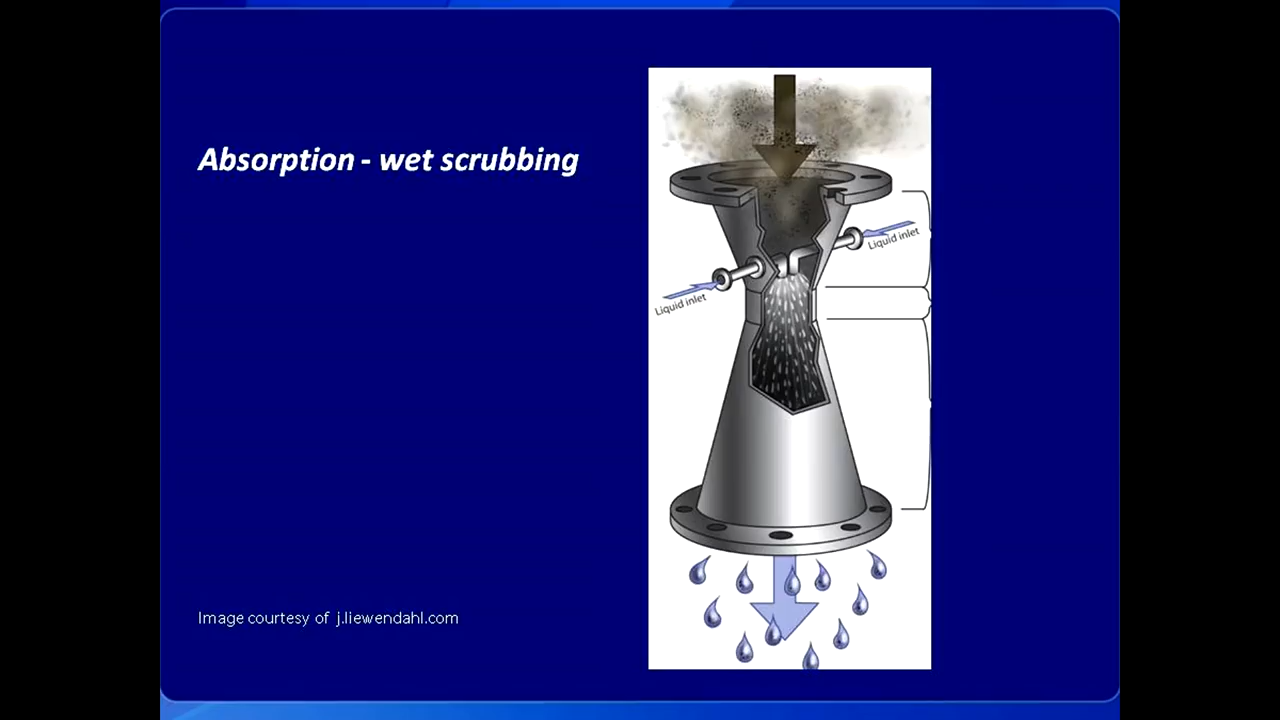 Absorption - wet scrubbing
Liquid inlet
Liquid inlet
Image courtesy of j.liewendahl.com